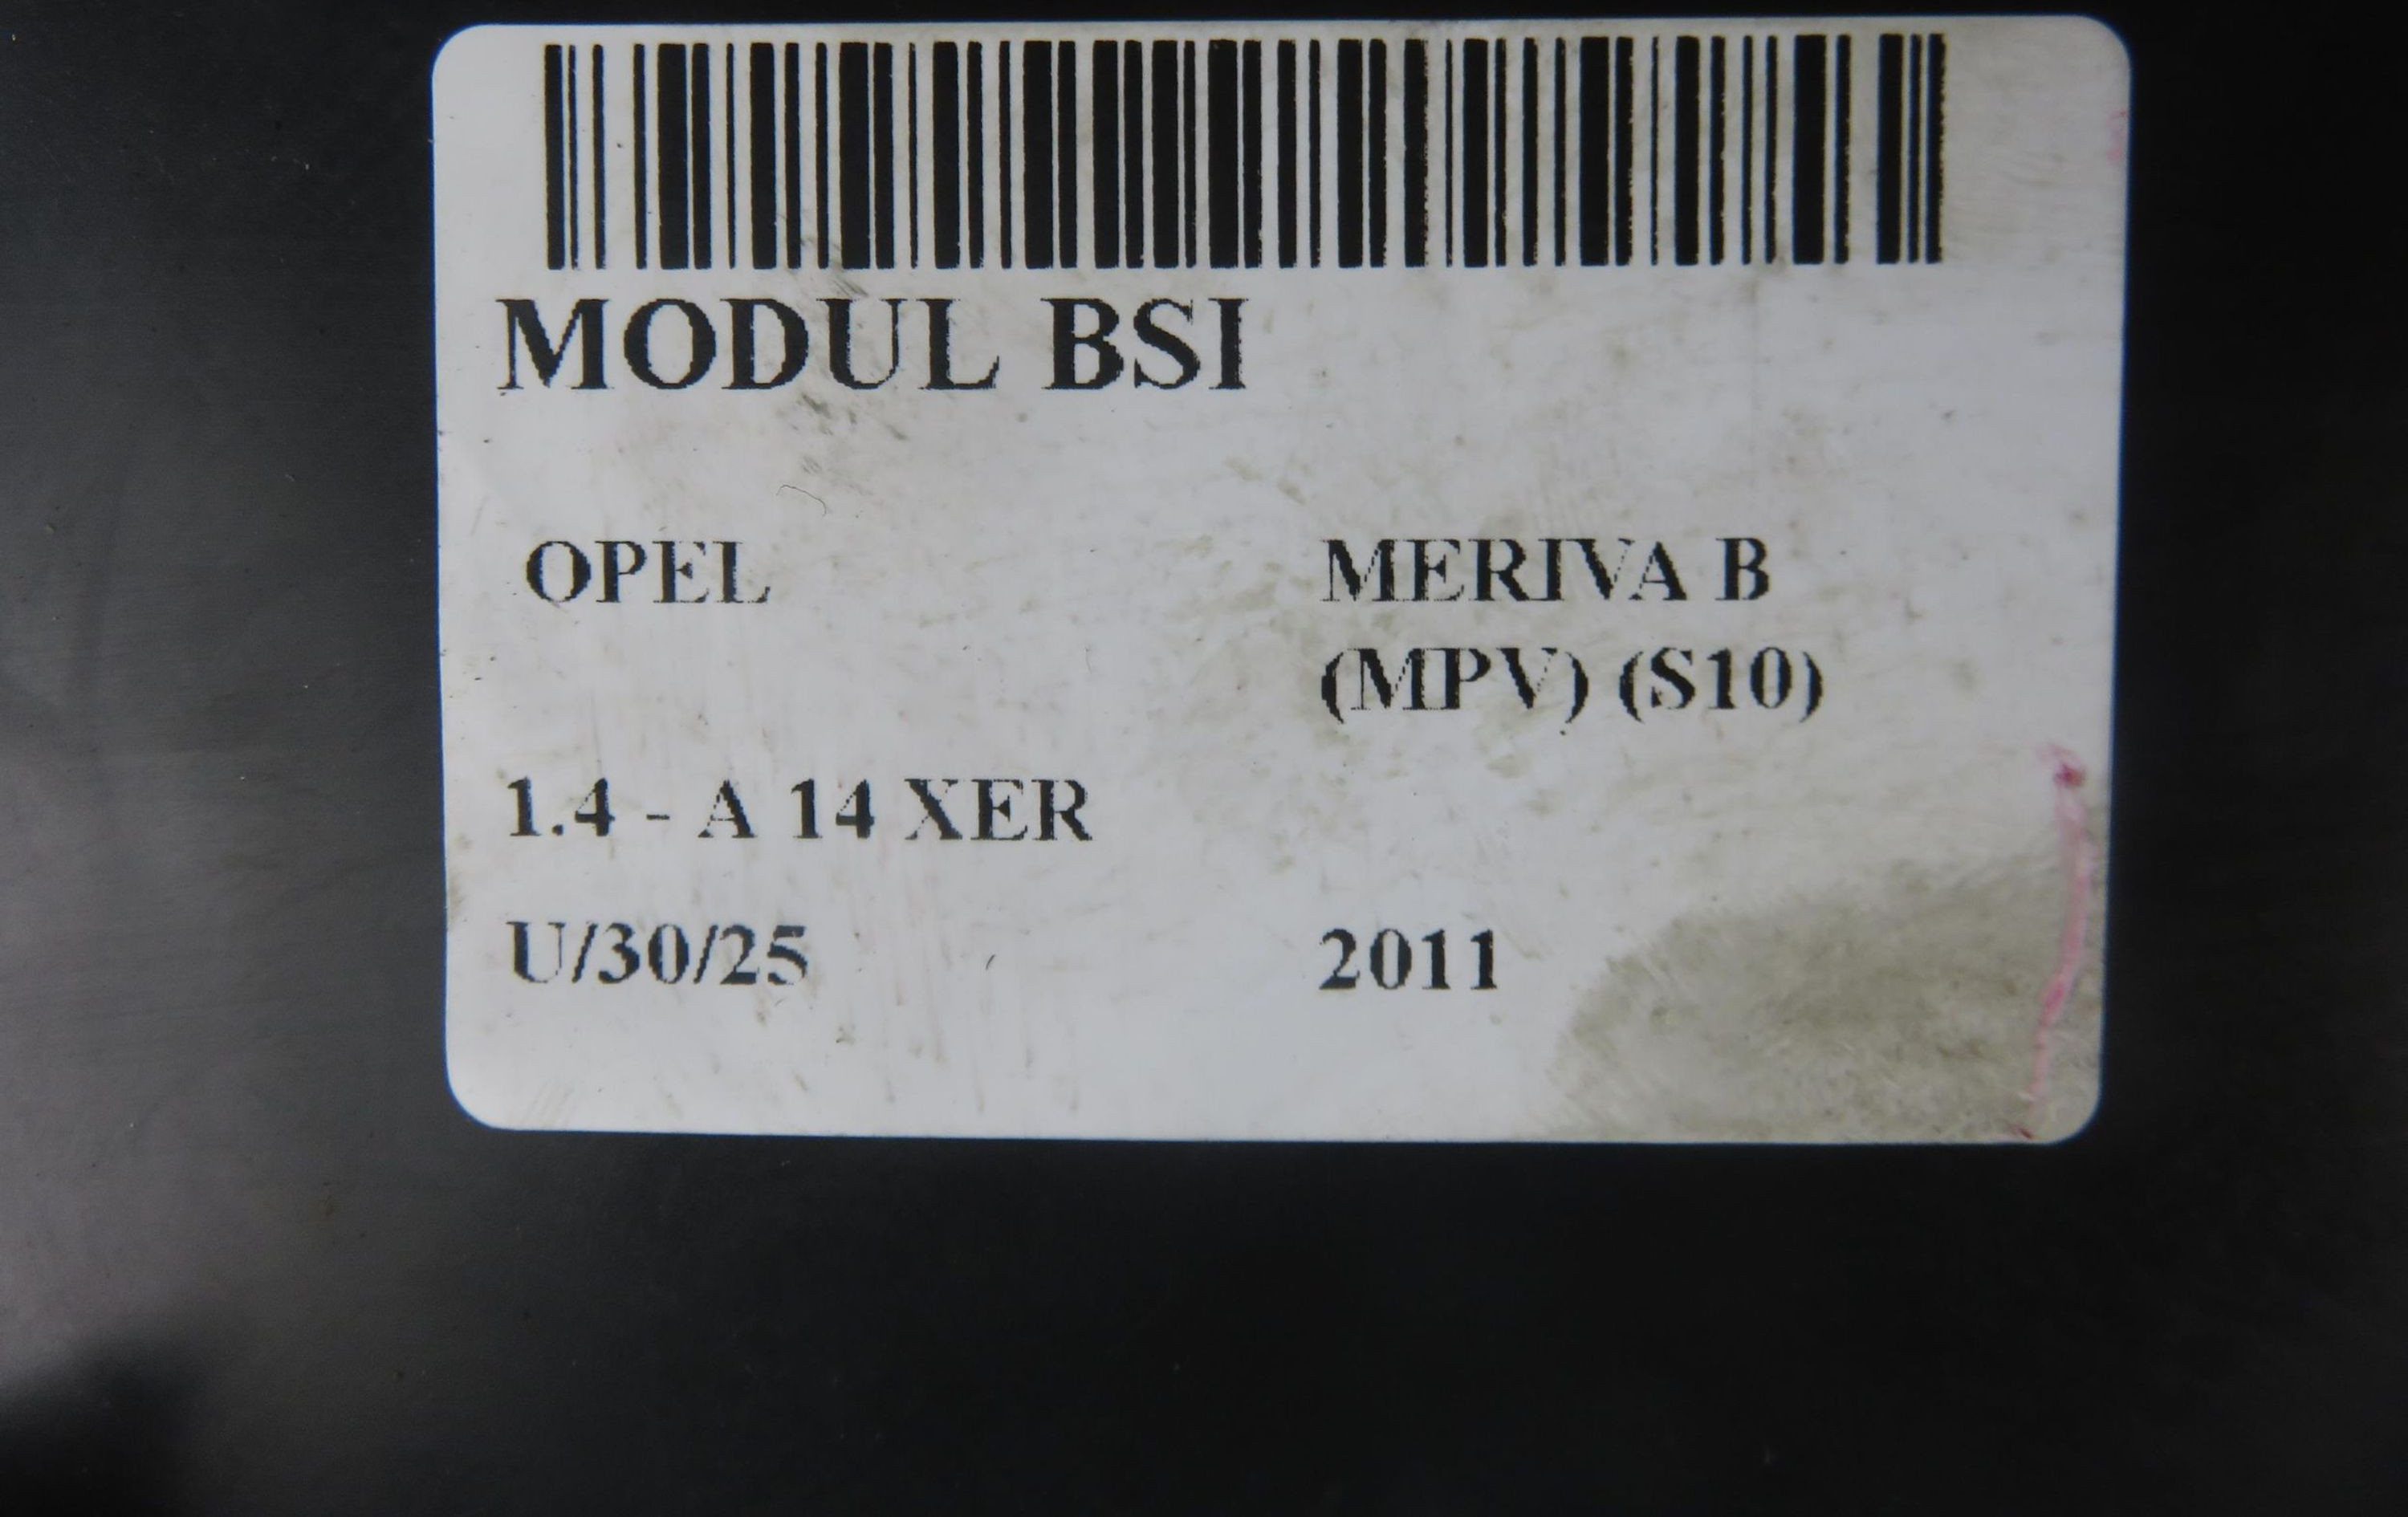 MODUL BSI
OPEL
MERIVA B
(MPV) (S10)
1.4 - A 14 XER
U/30/25
2011